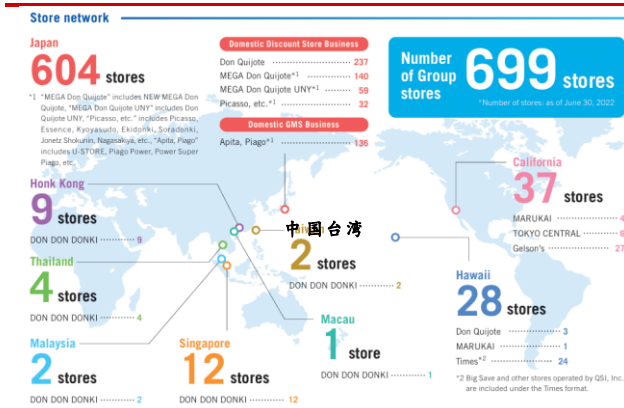 Store network
Japan
604 stores
*1 "MEGA Don Quijote" includes NEW MEGA Don
Quijote, "MEGA Don Quijote UNY" includes Don
Quijote UNY, "Picasso, etc." includes Picasso,
Essence, Kyoyasudo, Ekidonki, Soradonki,
Jonetz Shokunin, Nagasakiya, etc., "Apita, Piago"
includes U-STORE, Piago Power, Power Super
Piago, etc.
Domestic Discount Store Business
Don Quijote 237
MEGA Don Quijote*1 140
MEGA Don Quijote UNY*1 59
Picasso, etc.*1 32
Domestic GMS Business
Apita, Piago*1 136
Number
of Group
stores
699 stores
*Number of stores: as of June 30, 2022
California
37 stores
MARUKAI 4
TOKYO CENTRAL 6
Gelson's 27
Honk Kong
9 stores
DON DON DONKI 9
中国台湾
2 stores
DON DON DONKI 2
Thailand
4 stores
DON DON DONKI 4
Hawaii
28 stores
Don Quijote 3
MARUKAI 1
Times*2 24
*2 Big Save and other stores operated by QSI, Inc.
are included under the Times format.
Malaysia
2 stores
DON DON DONKI 2
Singapore
12 stores
DON DON DONKI 12
Macau
1 store
DON DON DONKI 1